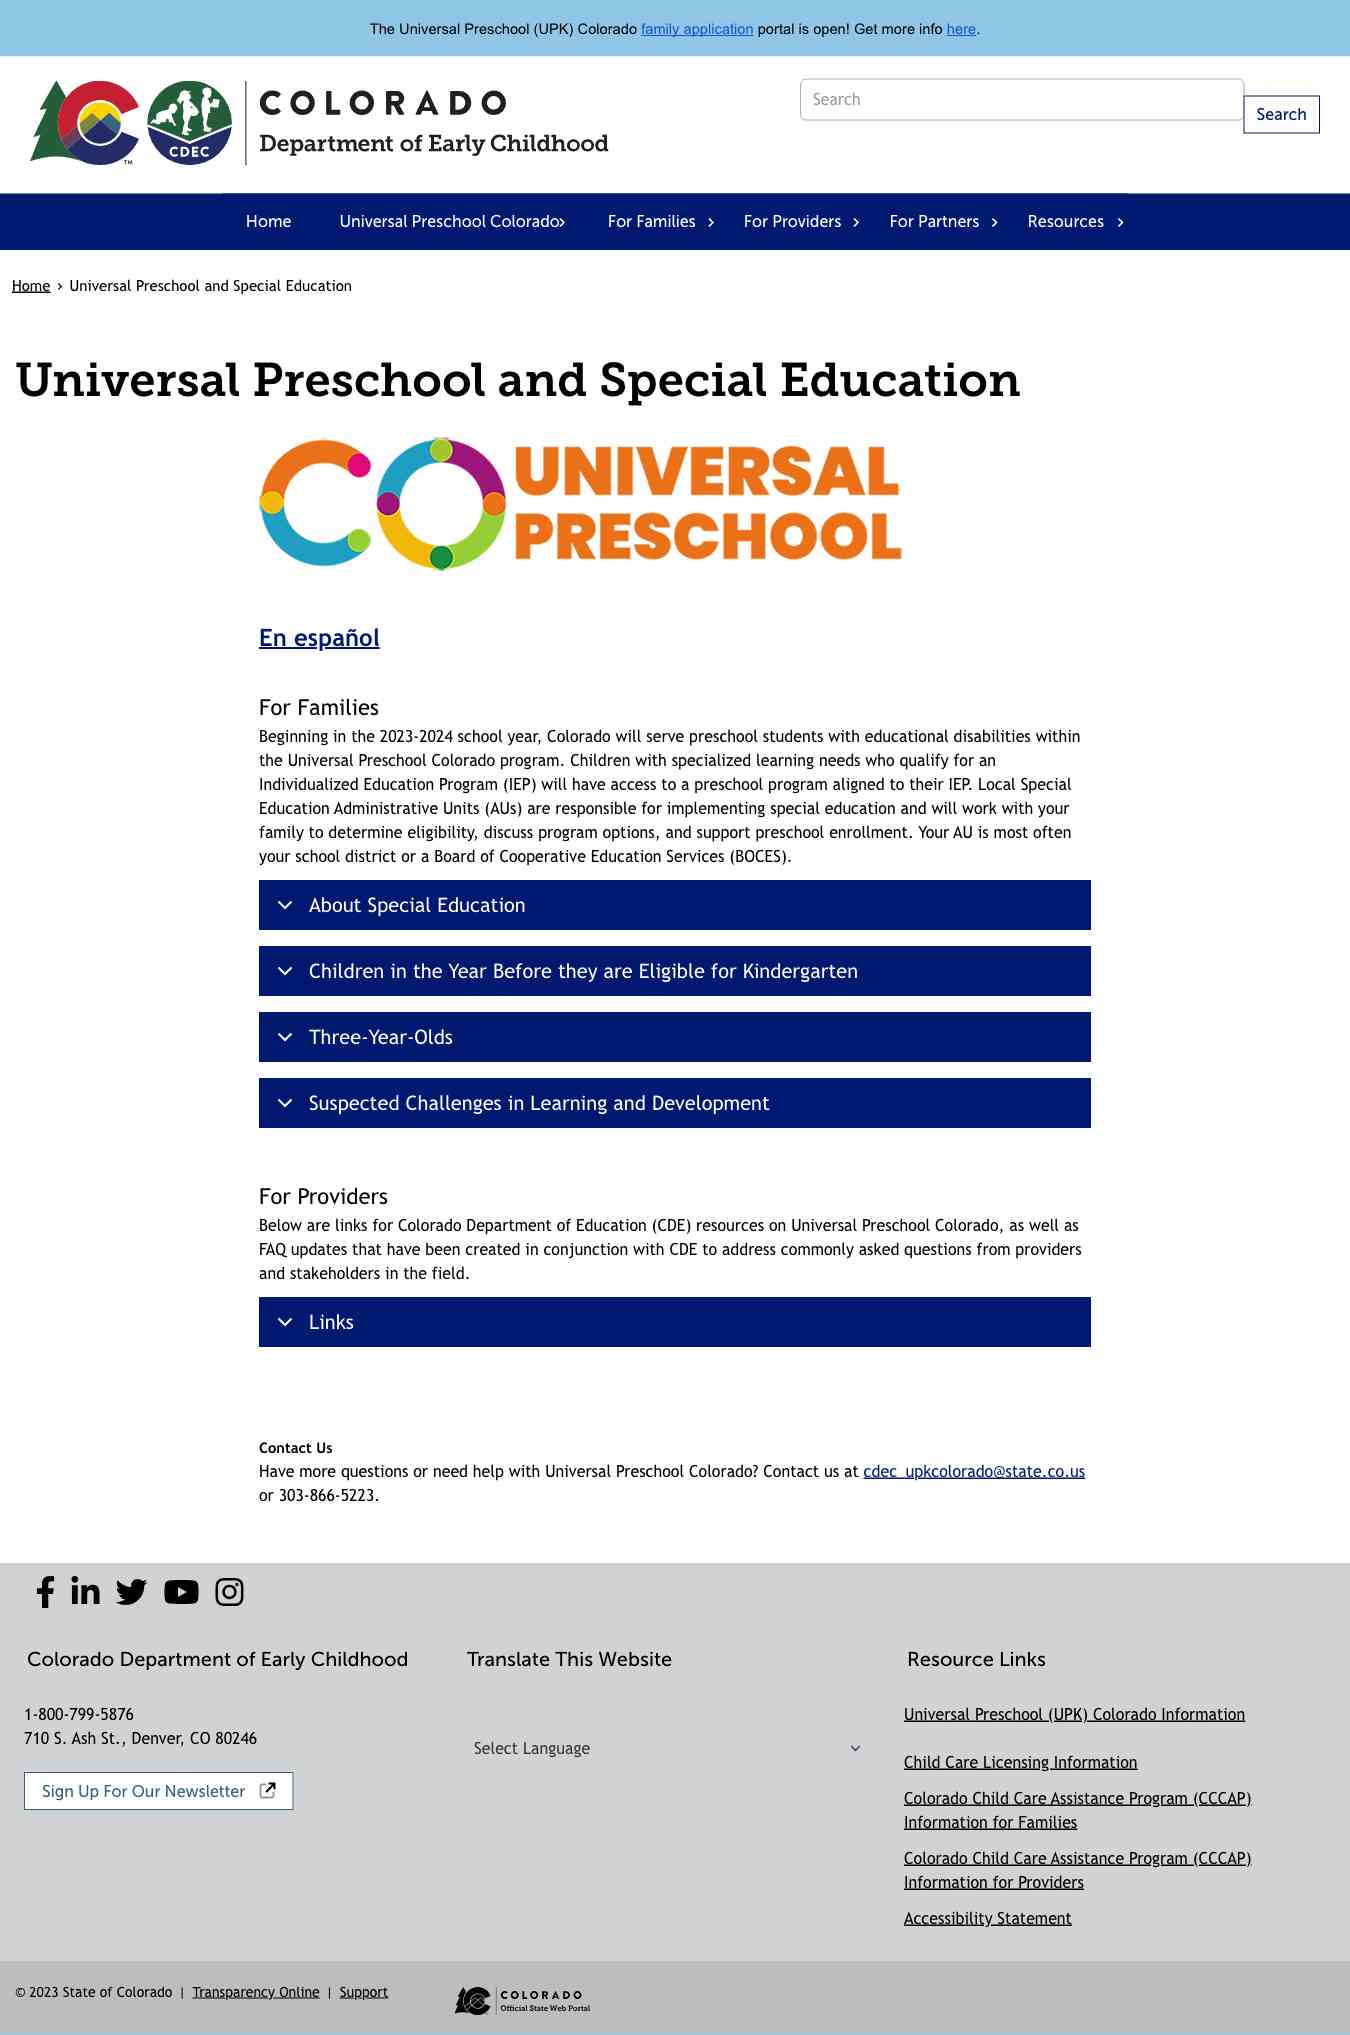 The Universal Preschool (UPK) Colorado family application portal is open! Get more info here.
CDEC
TM
COLORADO
Department of Early Childhood
Search
Search
Home
Universal Preschool Colorado
For Families
For Providers
For Partners
Resources
Home › Universal Preschool and Special Education
Universal Preschool and Special Education
UNIVERSAL
PRESCHOOL
En español
For Families
Beginning in the 2023-2024 school year, Colorado will serve preschool students with educational disabilities within
the Universal Preschool Colorado program. Children with specialized learning needs who qualify for an
Individualized Education Program (IEP) will have access to a preschool program aligned to their IEP. Local Special
Education Administrative Units (AUs) are responsible for implementing special education and will work with your
family to determine eligibility, discuss program options, and support preschool enrollment. Your AU is most often
your school district or a Board of Cooperative Education Services (BOCES).
About Special Education
Children in the Year Before they are Eligible for Kindergarten
Three-Year-Olds
Suspected Challenges in Learning and Development
For Providers
Below are links for Colorado Department of Education (CDE) resources on Universal Preschool Colorado, as well as
FAQ updates that have been created in conjunction with CDE to address commonly asked questions from providers
and stakeholders in the field.
Links
Contact Us
Have more questions or need help with Universal Preschool Colorado? Contact us at cdec_upkcolorado@state.co.us
or 303-866-5223.
Colorado Department of Early Childhood
1-800-799-5876
710 S. Ash St., Denver, CO 80246
Sign Up For Our Newsletter
Translate This Website
Select Language
Resource Links
Universal Preschool (UPK) Colorado Information
Child Care Licensing Information
Colorado Child Care Assistance Program (CCCAP)
Information for Families
Colorado Child Care Assistance Program (CCCAP)
Information for Providers
Accessibility Statement
© 2023 State of Colorado | Transparency Online | Support
COLORADO
Official State Web Portal